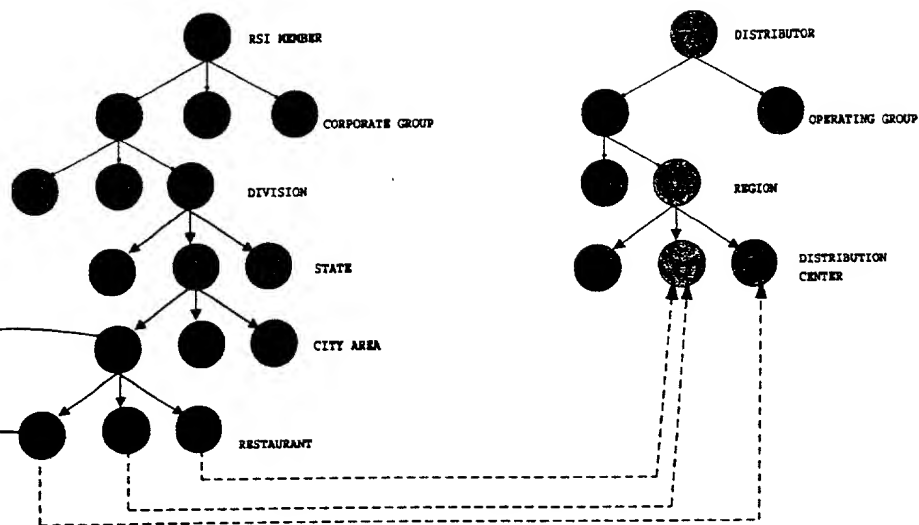 RSI MEMBER
DISTRIBUTOR
CORPORATE GROUP
OPERATING GROUP
DIVISION
REGION
STATE
DISTRIBUTION
CENTER
CITY AREA
RESTAURANT